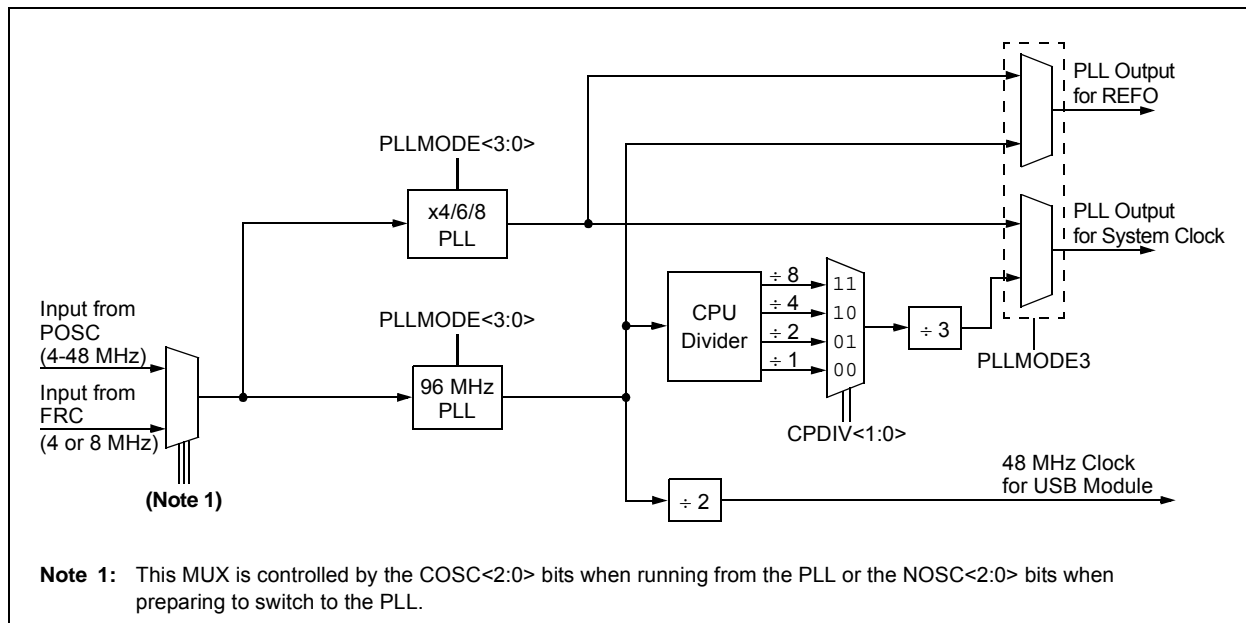 PLL Output
for REFO
PLLMODE<3:0>
x4/6/8
PLL
PLL Output
for System Clock
Input from
POSC
(4-48 MHz)
Input from
FRC
(4 or 8 MHz)
(Note 1)
PLLMODE<3:0>
96 MHz
PLL
CPU
Divider
÷ 8
÷ 4
÷ 2
÷ 1
11
10
01
00
CPDIV<1:0>
÷ 3
PLLMODE3
÷ 2
48 MHz Clock
for USB Module
Note 1: This MUX is controlled by the COSC<2:0> bits when running from the PLL or the NOSC<2:0> bits when
preparing to switch to the PLL.